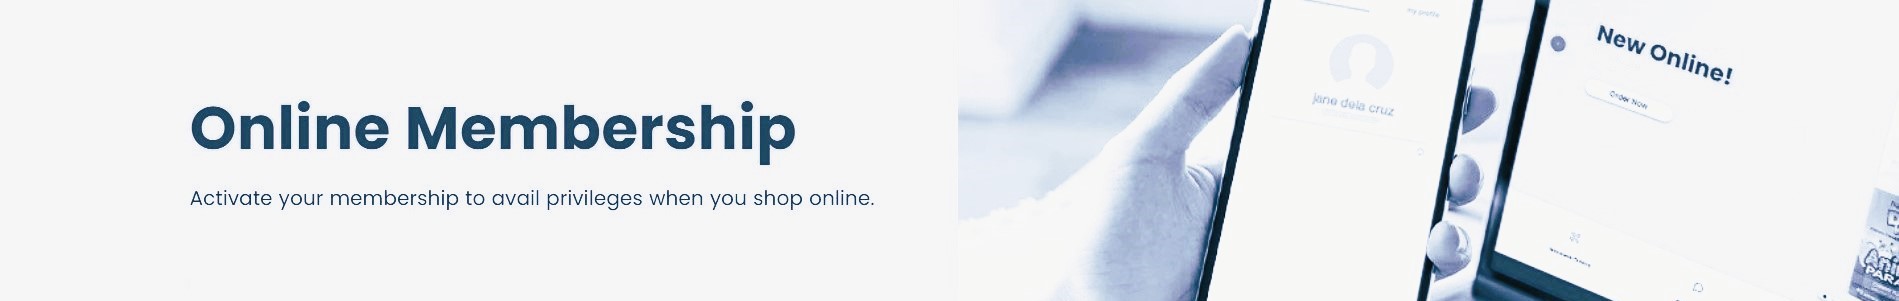 Online Membership
Activate your membership to avail privileges when you shop online.
my profile
jane dela cruz
New Online!
Order Now